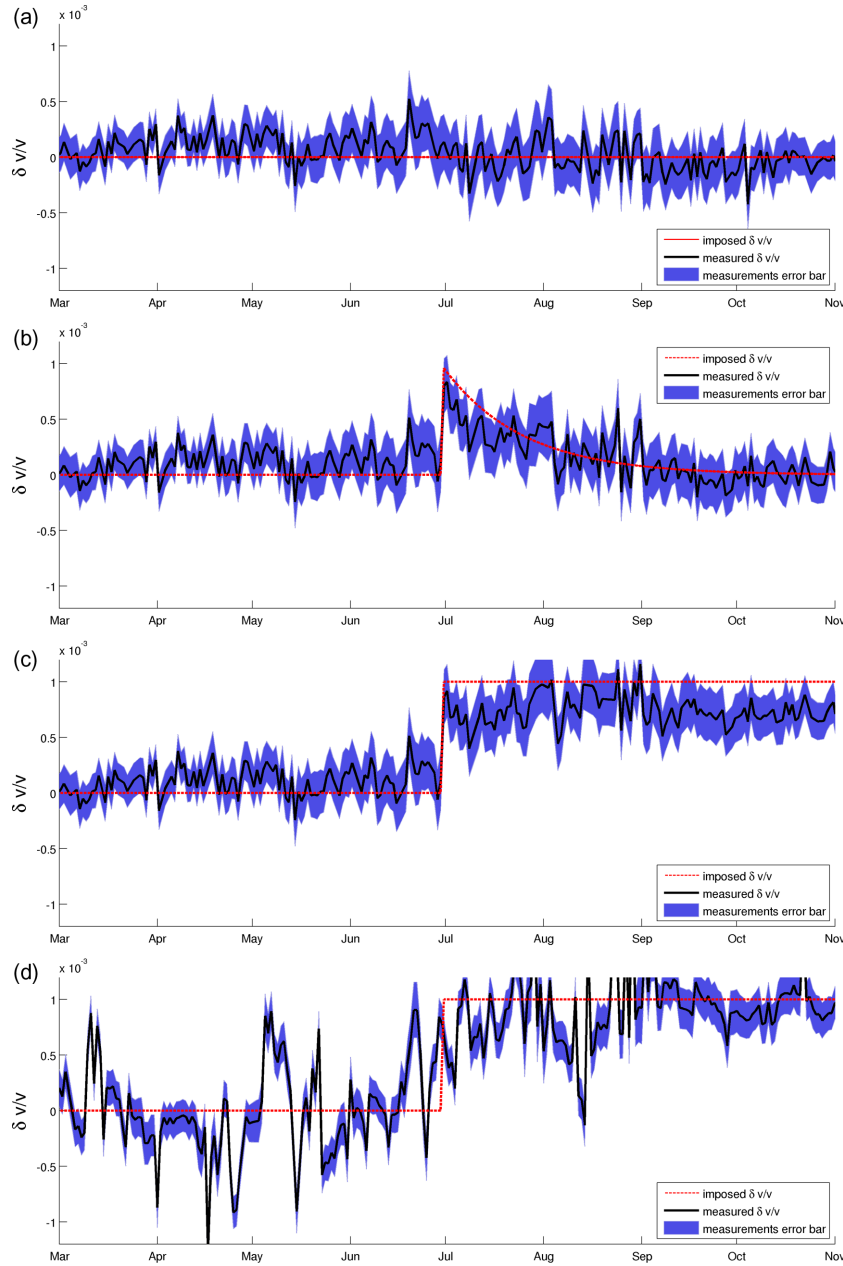 (a)
x 10^-3
1
0.5
0
-0.5
-1
δ v/v
Mar Apr May Jun Jul Aug Sep Oct Nov
imposed δ v/v
measured δ v/v
measurements error bar
(b)
x 10^-3
1
0.5
0
-0.5
-1
δ v/v
Mar Apr May Jun Jul Aug Sep Oct Nov
imposed δ v/v
measured δ v/v
measurements error bar
(c)
x 10^-3
1
0.5
0
-0.5
-1
δ v/v
Mar Apr May Jun Jul Aug Sep Oct Nov
imposed δ v/v
measured δ v/v
measurements error bar
(d)
x 10^-3
1
0.5
0
-0.5
-1
δ v/v
Mar Apr May Jun Jul Aug Sep Oct Nov
imposed δ v/v
measured δ v/v
measurements error bar